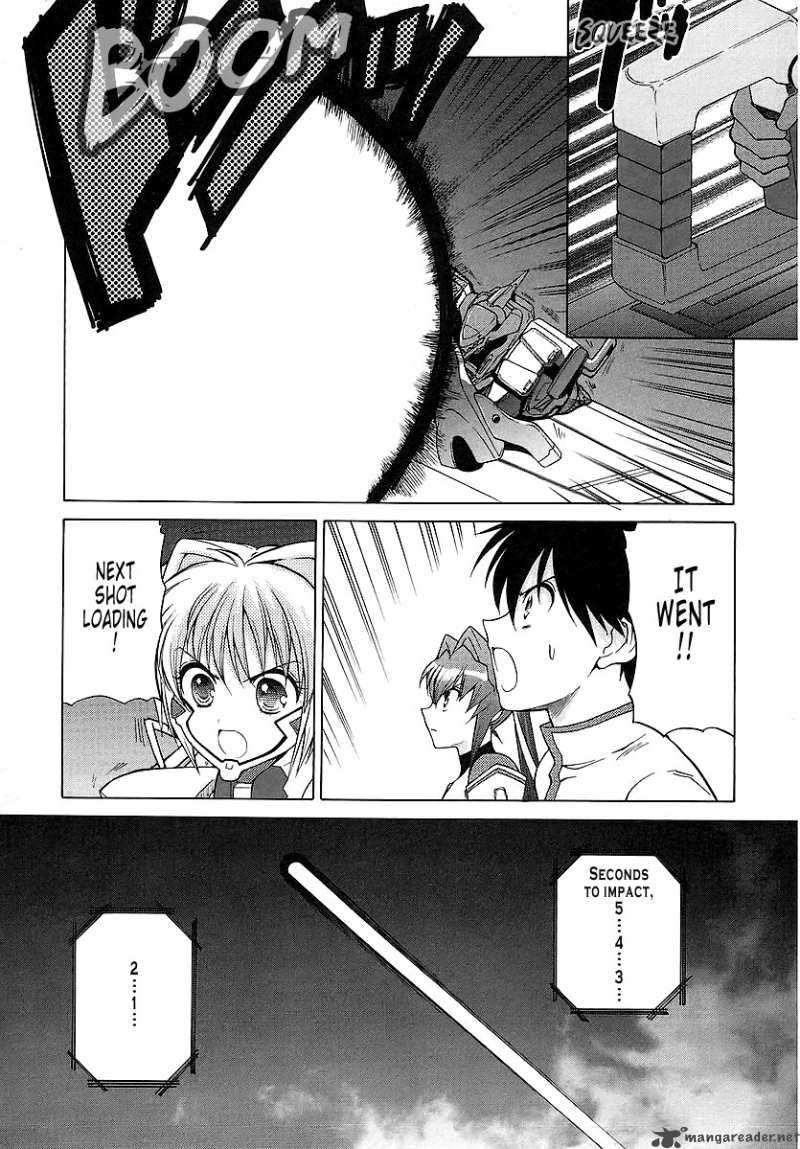 SQUEEZE
BOOM
IT
WENT
!!
NEXT
SHOT
LOADING
!
SECONDS
TO IMPACT,
5...
4...
3...
2...
1...
mangareader.net